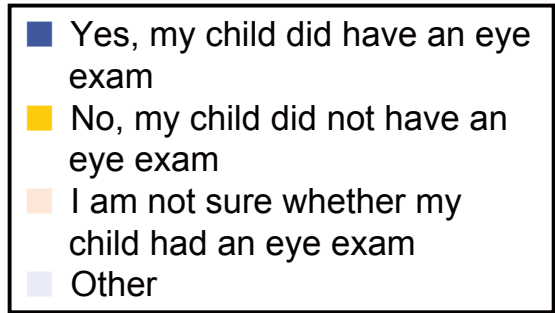 Yes, my child did have an eye
exam
No, my child did not have an
eye exam
I am not sure whether my
child had an eye exam
Other